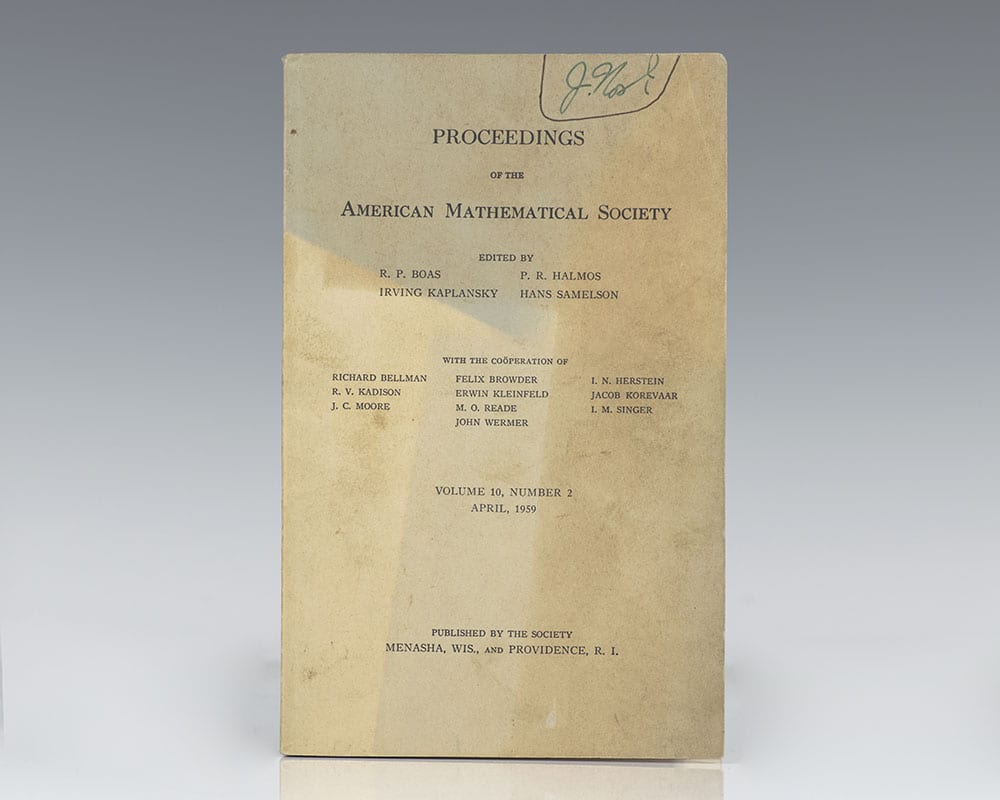 J. Nash
PROCEEDINGS
OF THE
AMERICAN MATHEMATICAL SOCIETY
EDITED BY
R. P. BOAS P. R. HALMOS
IRVING KAPLANSKY HANS SAMELSON
WITH THE COÖPERATION OF
RICHARD BELLMAN FELIX BROWDER I. N. HERSTEIN
R. V. KADISON ERWIN KLEINFELD JACOB KOREVAAR
J. C. MOORE M. O. READE I. M. SINGER
JOHN WERMER
VOLUME 10, NUMBER 2
APRIL, 1959
PUBLISHED BY THE SOCIETY
MENASHA, WIS., AND PROVIDENCE, R. I.